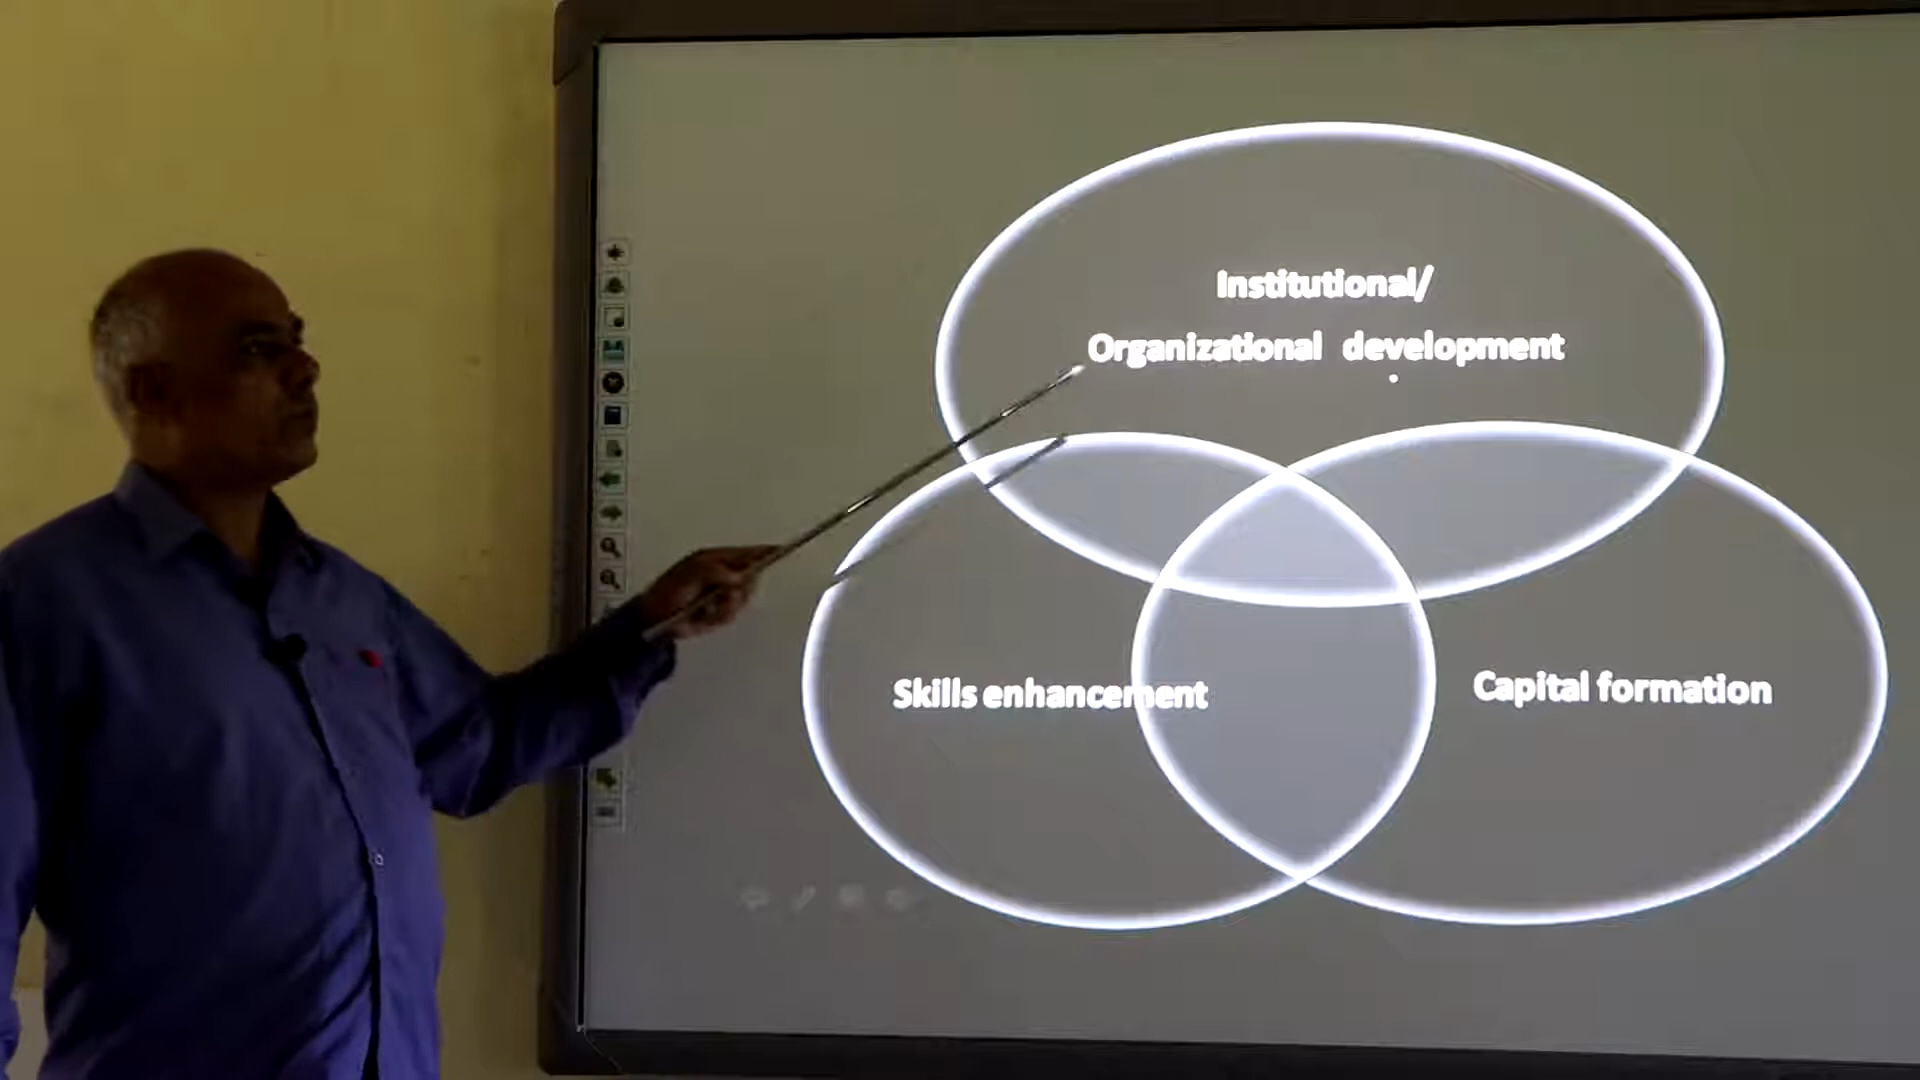 Institutional/
Organizational development
Skills enhancement
Capital formation